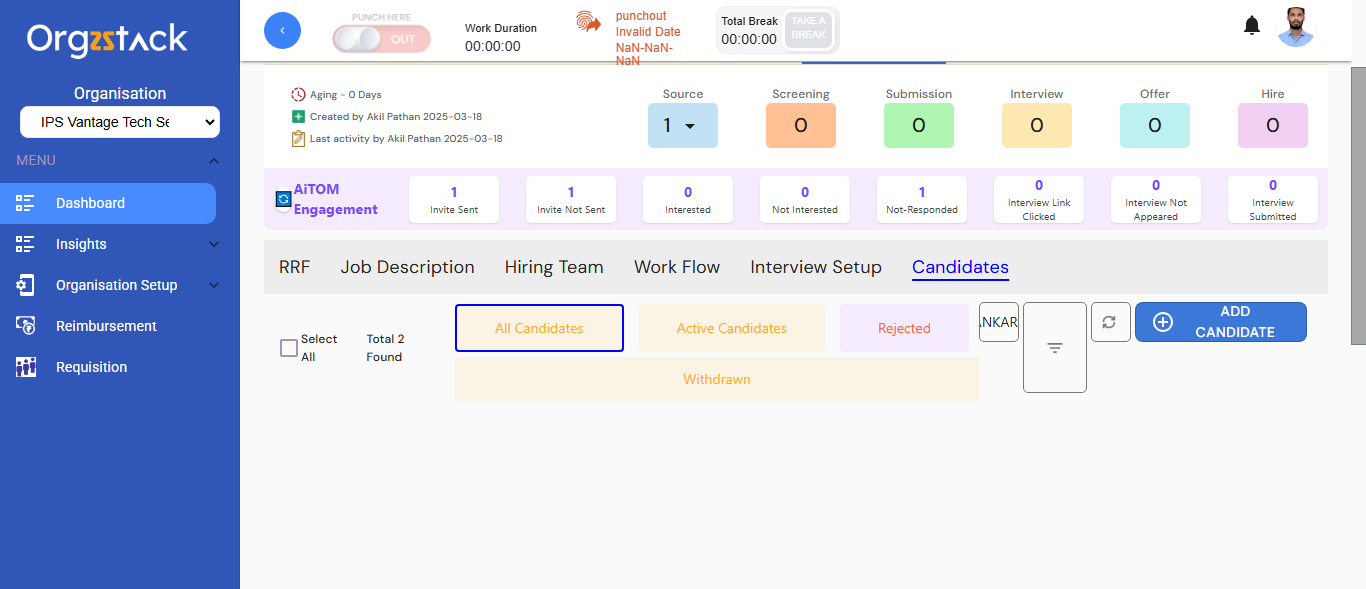 Orgzstack
Organisation
IPS Vantage Tech Se
MENU
Dashboard
Insights
Organisation Setup
Reimbursement
Requisition
PUNCH HERE
OUT
Work Duration
00:00:00
punchout
Invalid Date
NaN-NaN-
NaN
Total Break
00:00:00
TAKE A
BREAK
Aging - 0 Days
Created by Akil Pathan 2025-03-18
Last activity by Akil Pathan 2025-03-18
Source
1
Screening
0
Submission
0
Interview
0
Offer
0
Hire
0
AiTOM
Engagement
1
Invite Sent
1
Invite Not Sent
0
Interested
0
Not Interested
1
Not-Responded
0
Interview Link
Clicked
0
Interview Not
Appeared
0
Interview
Submitted
RRF
Job Description
Hiring Team
Work Flow
Interview Setup
Candidates
Select
All
Total 2
Found
All Candidates
Active Candidates
Rejected
Withdrawn
ANKAR
ADD
CANDIDATE